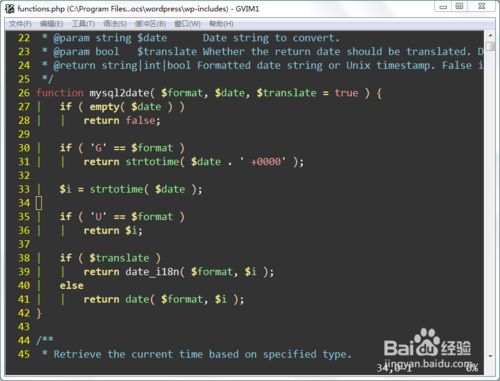 functions.php (C:\Program Files...ocs\wordpress\wp-includes) - GVIM1
文件(F) 编辑(E) 工具(T) 语法(S) 缓冲区(B) 窗口(W) 帮助(H)
22 * @param string $date Date string to convert.
23 * @param bool $translate Whether the return date should be translated. D
24 * @return string|int|bool Formatted date string or Unix timestamp. False i
25 */
26 function mysql2date( $format, $date, $translate = true ) {
27 if ( empty( $date ) )
28 return false;
29
30 if ( 'G' == $format )
31 return strtotime( $date . ' +0000' );
32
33 $i = strtotime( $date );
34
35 if ( 'U' == $format )
36 return $i;
37
38 if ( $translate )
39 return date_i18n( $format, $i );
40 else
41 return date( $format, $i );
42 }
43
44 /**
45 * Retrieve the current time based on specified type.
Baidu经验
jingyan.baidu.com
34,0-1 0%